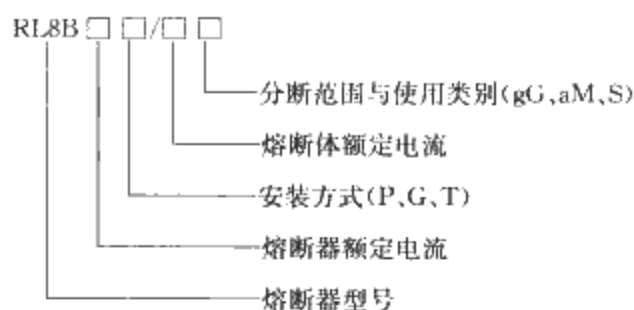 RL8B□ □/□ □
分断范围与使用类别(gG、aM、S)
熔断体额定电流
安装方式(P、G、T)
熔断器额定电流
熔断器型号